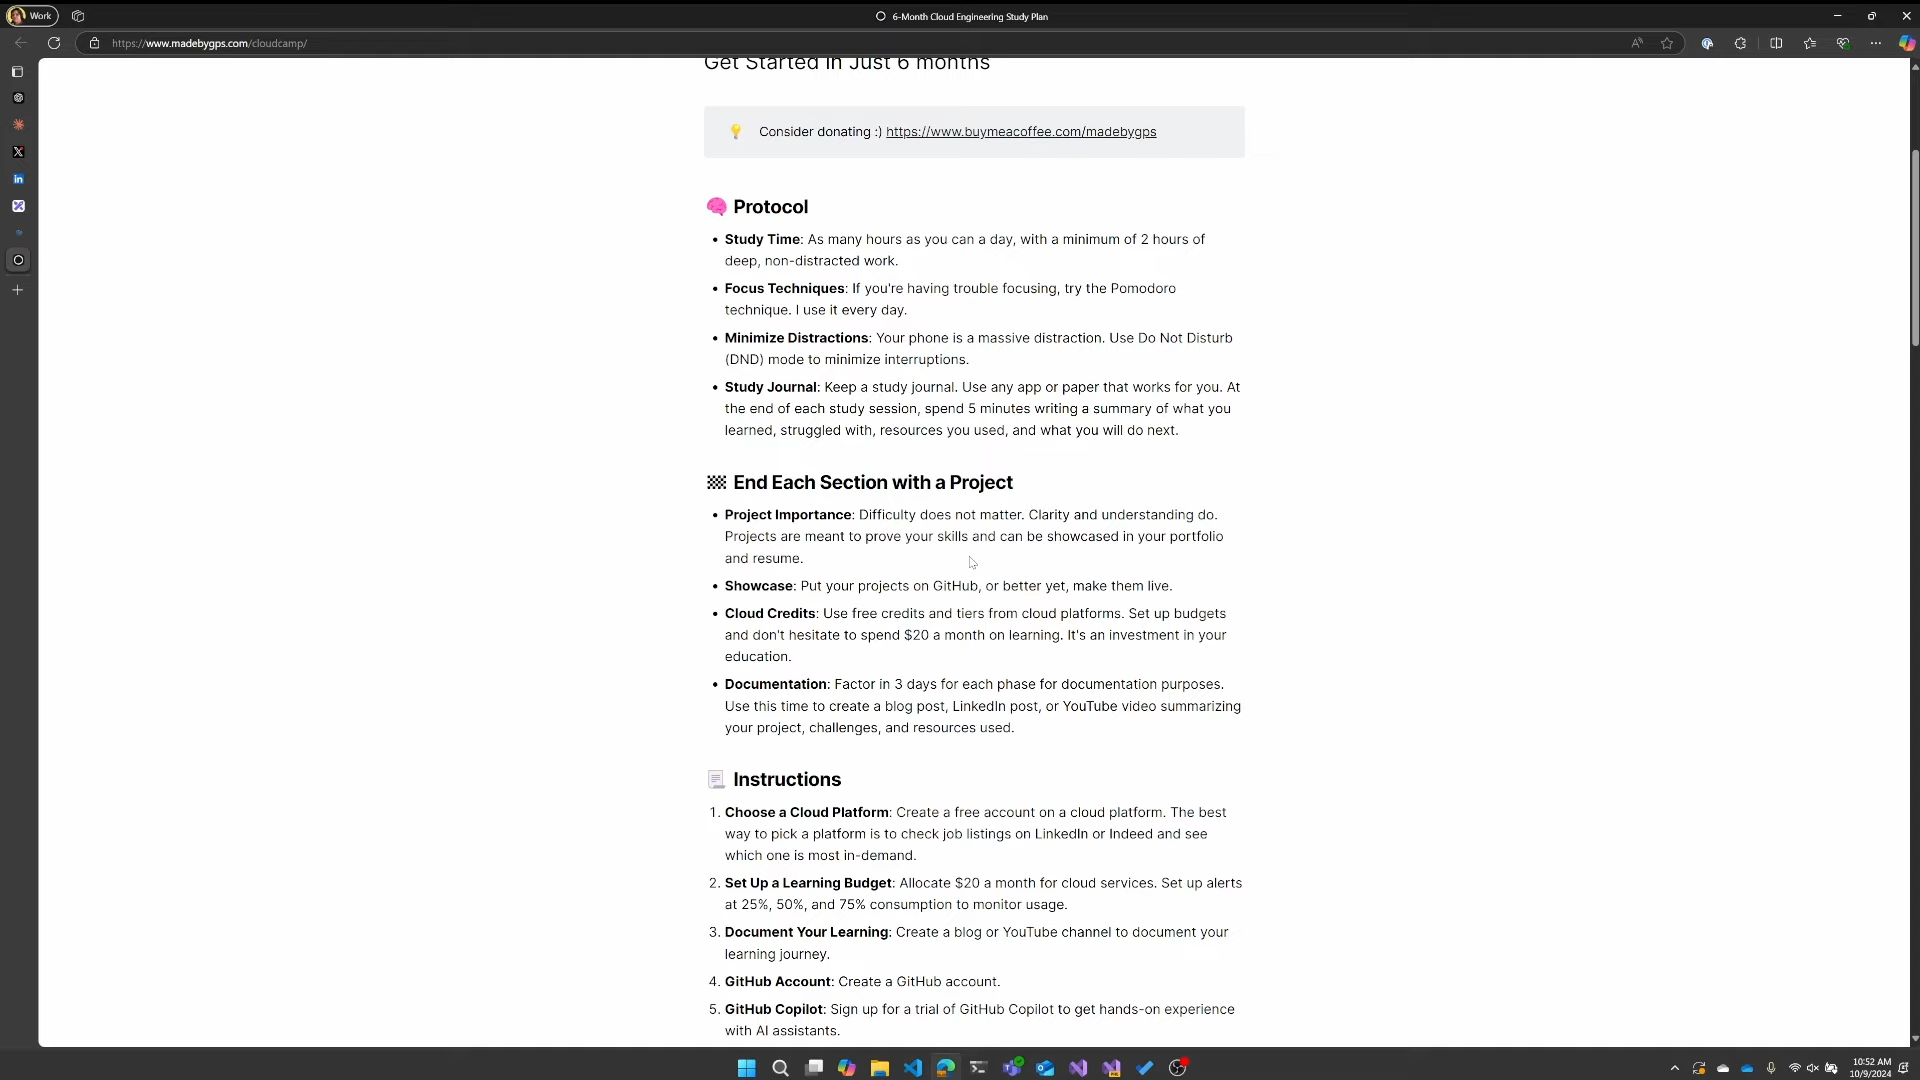 Work
6-Month Cloud Engineering Study Plan
https://www.madebygps.com/cloudcamp/
Get Started in Just 6 months
Consider donating :) https://www.buymeacoffee.com/madebygps
Protocol
• Study Time: As many hours as you can a day, with a minimum of 2 hours of
deep, non-distracted work.
• Focus Techniques: If you're having trouble focusing, try the Pomodoro
technique. I use it every day.
• Minimize Distractions: Your phone is a massive distraction. Use Do Not Disturb
(DND) mode to minimize interruptions.
• Study Journal: Keep a study journal. Use any app or paper that works for you. At
the end of each study session, spend 5 minutes writing a summary of what you
learned, struggled with, resources you used, and what you will do next.
End Each Section with a Project
• Project Importance: Difficulty does not matter. Clarity and understanding do.
Projects are meant to prove your skills and can be showcased in your portfolio
and resume.
• Showcase: Put your projects on GitHub, or better yet, make them live.
• Cloud Credits: Use free credits and tiers from cloud platforms. Set up budgets
and don't hesitate to spend $20 a month on learning. It's an investment in your
education.
• Documentation: Factor in 3 days for each phase for documentation purposes.
Use this time to create a blog post, LinkedIn post, or YouTube video summarizing
your project, challenges, and resources used.
Instructions
1. Choose a Cloud Platform: Create a free account on a cloud platform. The best
way to pick a platform is to check job listings on LinkedIn or Indeed and see
which one is most in-demand.
2. Set Up a Learning Budget: Allocate $20 a month for cloud services. Set up alerts
at 25%, 50%, and 75% consumption to monitor usage.
3. Document Your Learning: Create a blog or YouTube channel to document your
learning journey.
4. GitHub Account: Create a GitHub account.
5. GitHub Copilot: Sign up for a trial of GitHub Copilot to get hands-on experience
with AI assistants.
10:52 AM
10/9/2024